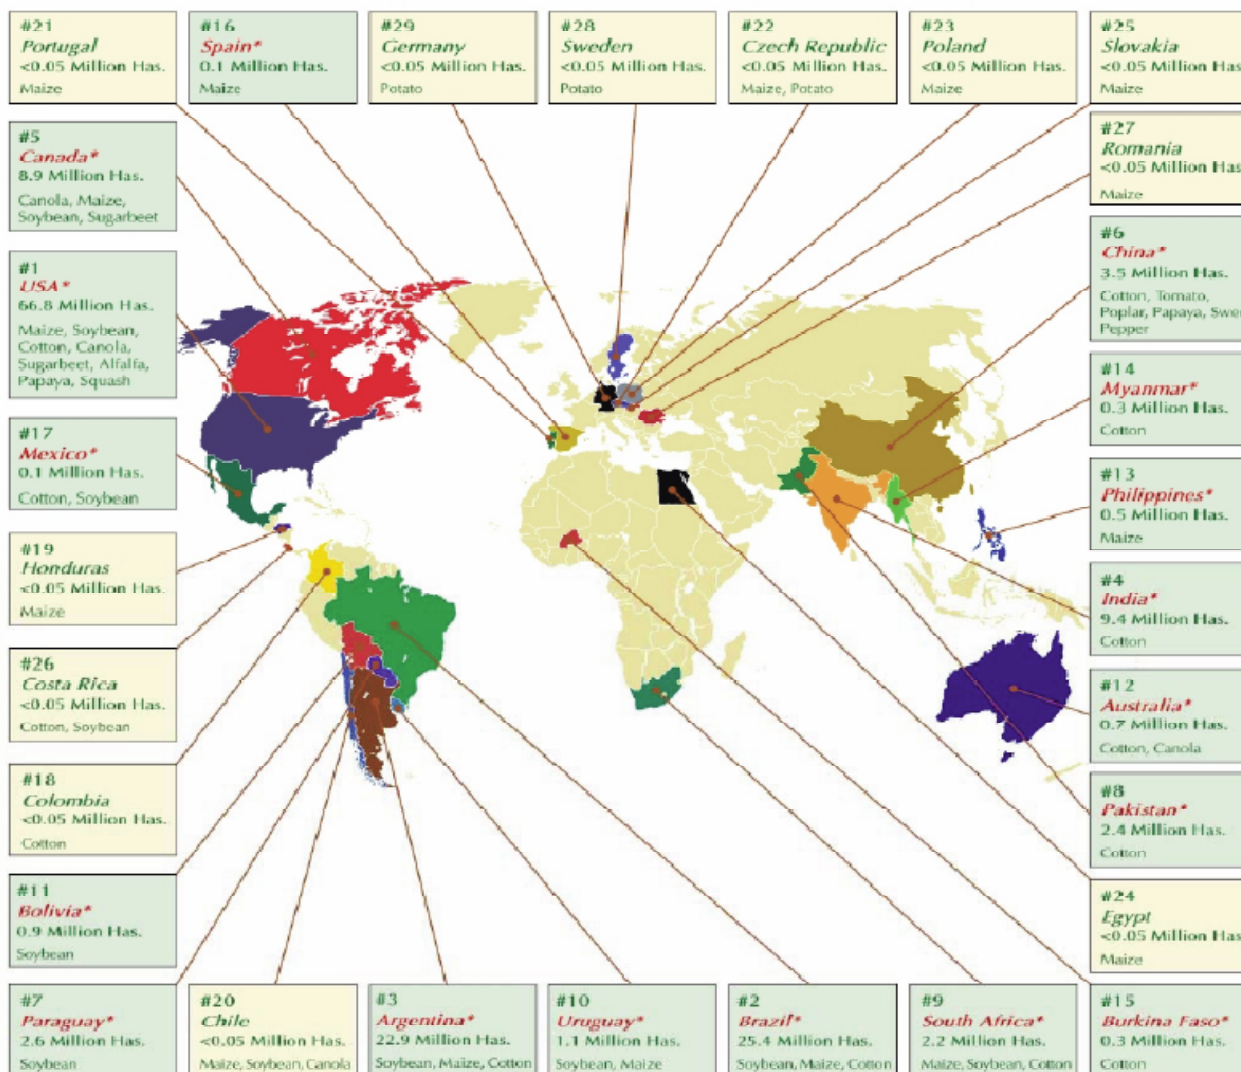 #21
Portugal
<0.05 Million Has.
Maize
#16
Spain*
0.1 Million Has.
Maize
#29
Germany
<0.05 Million Has.
Potato
#28
Sweden
<0.05 Million Has.
Potato
#22
Czech Republic
<0.05 Million Has.
Maize, Potato
#23
Poland
<0.05 Million Has.
Maize
#25
Slovakia
<0.05 Million Has.
Maize
#5
Canada*
8.9 Million Has.
Canola, Maize,
Soybean, Sugarbeet
#27
Romania
<0.05 Million Has.
Maize
#1
USA*
66.8 Million Has.
Maize, Soybean,
Cotton, Canola,
Sugarbeet, Alfalfa,
Papaya, Squash
#6
China*
3.5 Million Has.
Cotton, Tomato,
Poplar, Papaya, Swee
Pepper
#14
Myanmar*
0.3 Million Has.
Cotton
#17
Mexico*
0.1 Million Has.
Cotton, Soybean
#13
Philippines*
0.5 Million Has.
Maize
#19
Honduras
<0.05 Million Has.
Maize
#4
India*
9.4 Million Has.
Cotton
#26
Costa Rica
<0.05 Million Has.
Cotton, Soybean
#12
Australia*
0.7 Million Has.
Cotton, Canola
#18
Colombia
<0.05 Million Has.
Cotton
#8
Pakistan*
2.4 Million Has.
Cotton
#11
Bolivia*
0.9 Million Has.
Soybean
#24
Egypt
<0.05 Million Has.
Maize
#7
Paraguay*
2.6 Million Has.
Soybean
#20
Chile
<0.05 Million Has.
Maize, Soybean, Canola
#3
Argentina*
22.9 Million Has.
Soybean, Maize, Cotton
#10
Uruguay*
1.1 Million Has.
Soybean, Maize
#2
Brazil*
25.4 Million Has.
Soybean, Maize, Cotton
#9
South Africa*
2.2 Million Has.
Maize, Soybean, Cotton
#15
Burkina Faso*
0.3 Million Has.
Cotton